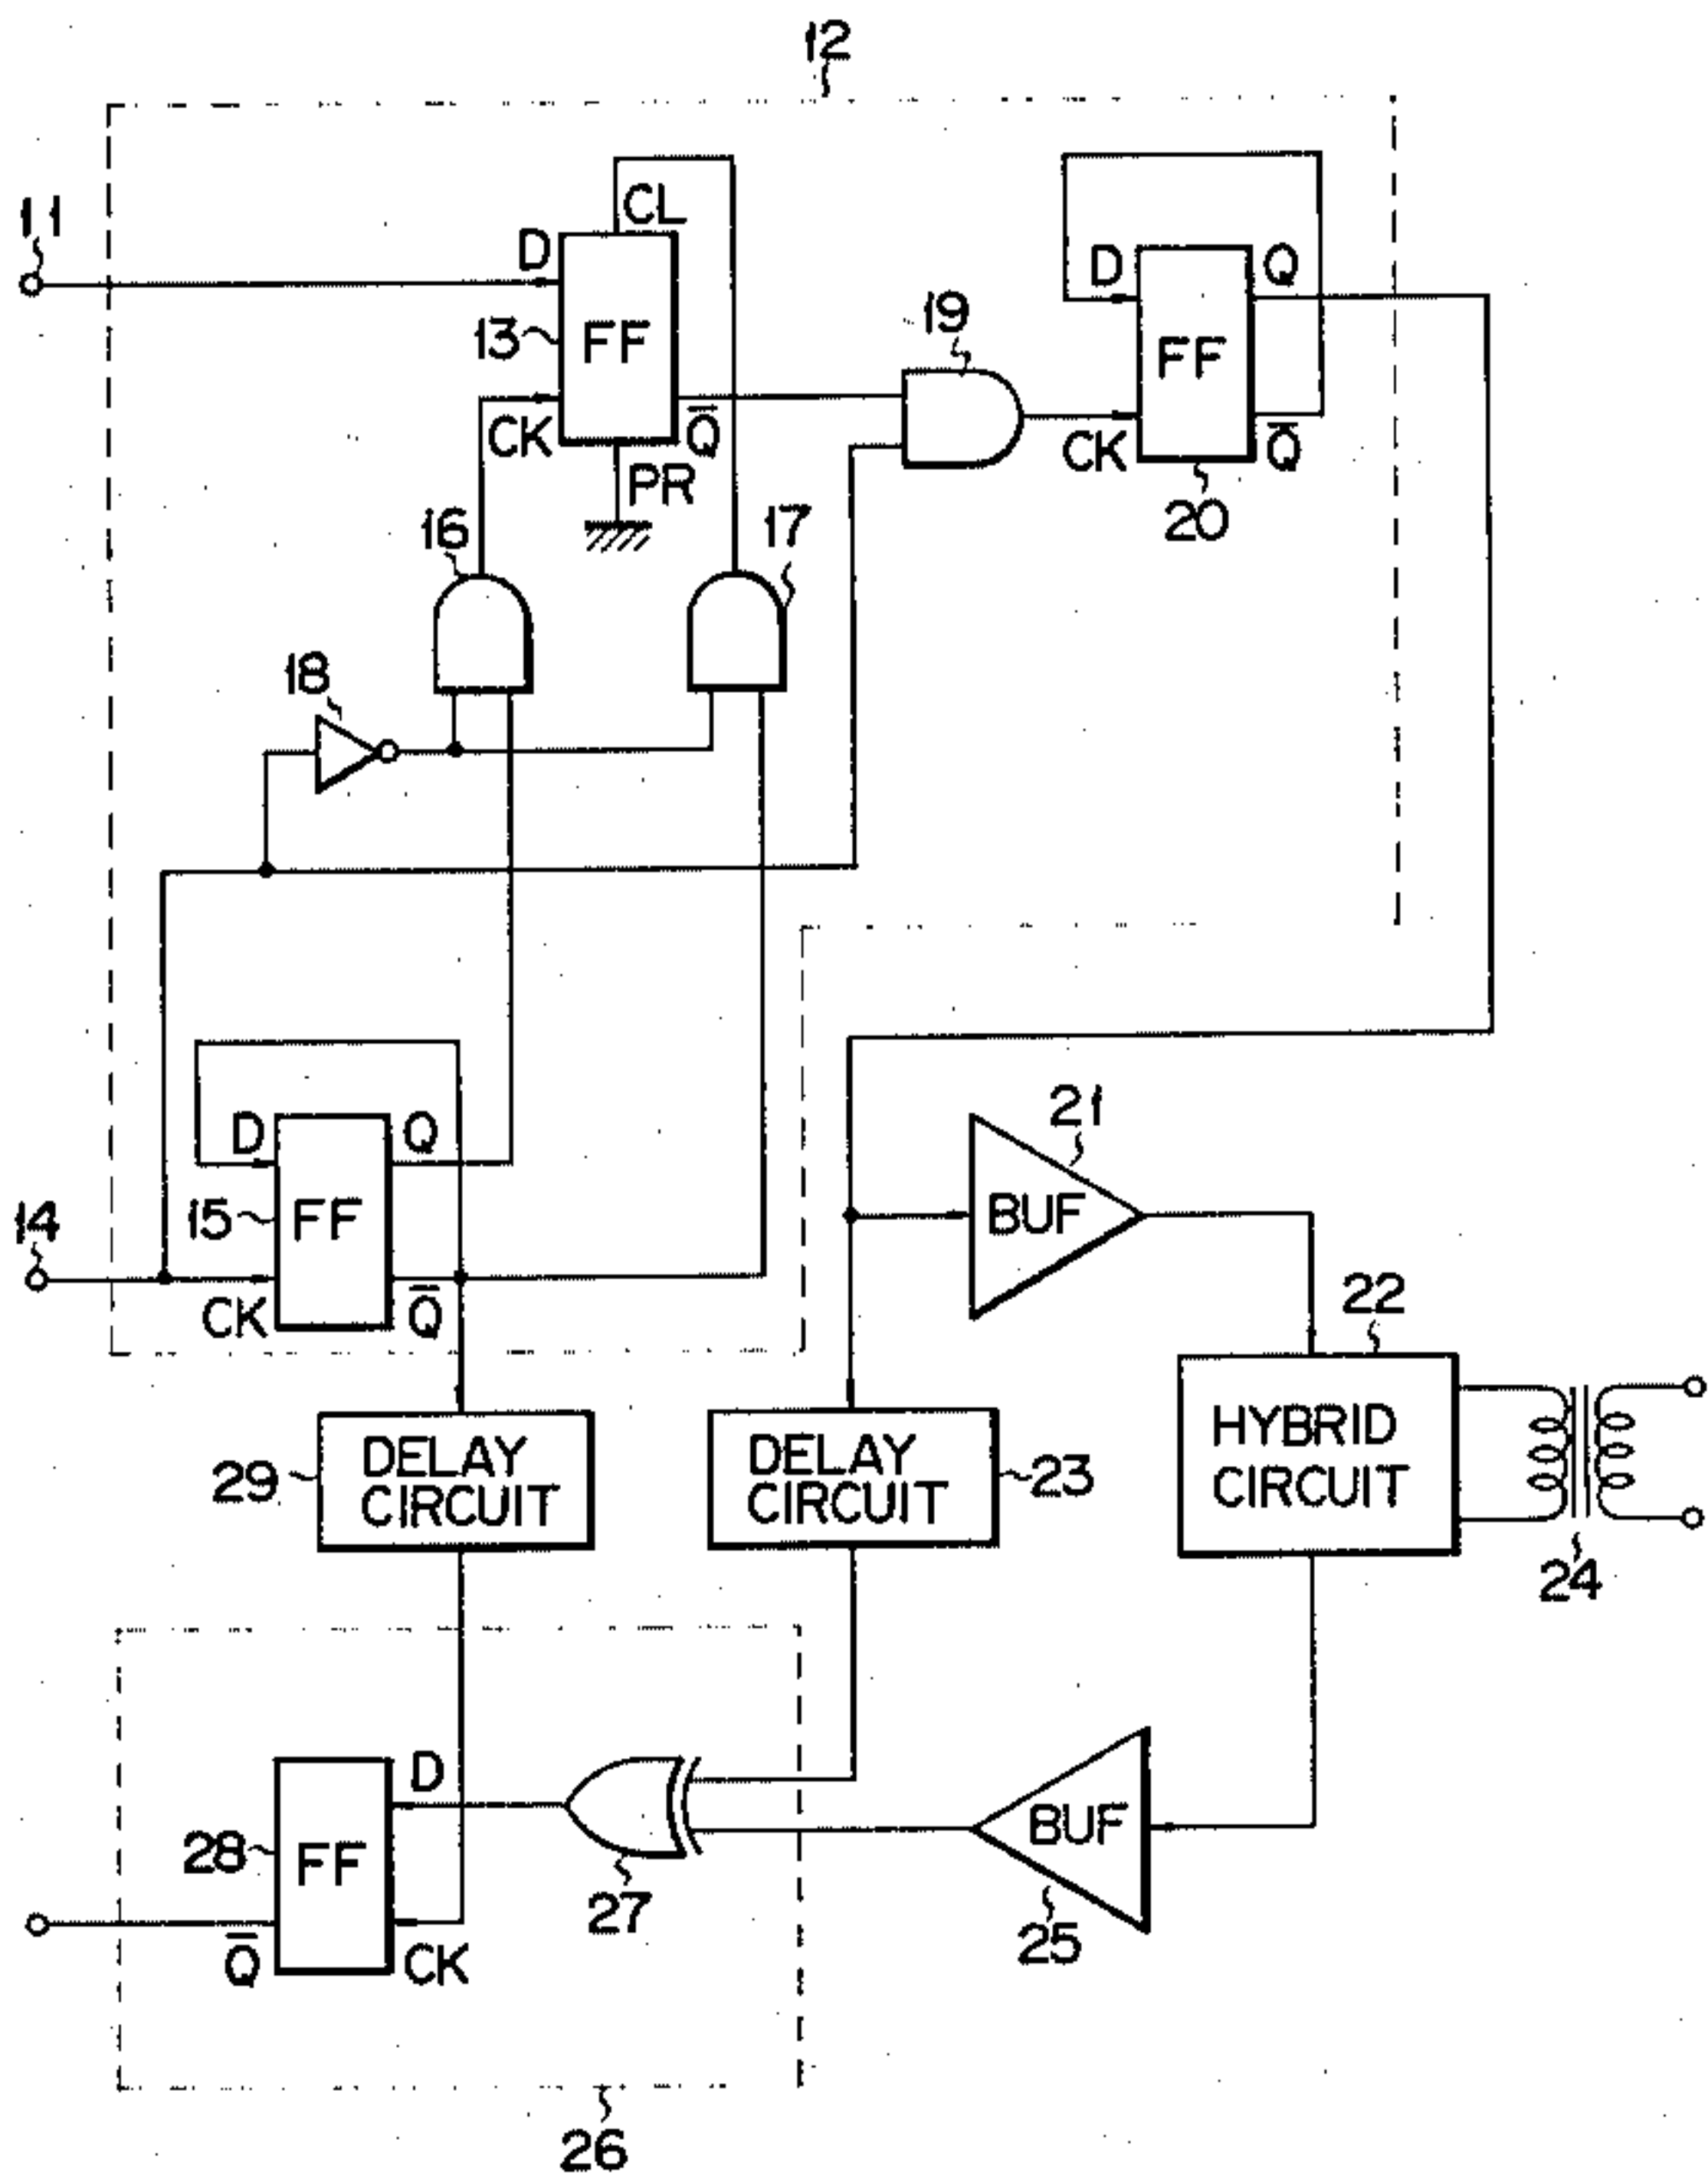 12
11
CL
D
13
FF
CK
Q̅
PR
19
D
Q
FF
CK
Q̅
20
16
17
18
D
Q
15
FF
14
CK
Q̅
21
BUF
22
HYBRID
CIRCUIT
29
DELAY
CIRCUIT
DELAY
CIRCUIT
23
24
D
28
FF
Q̅
CK
27
BUF
25
26